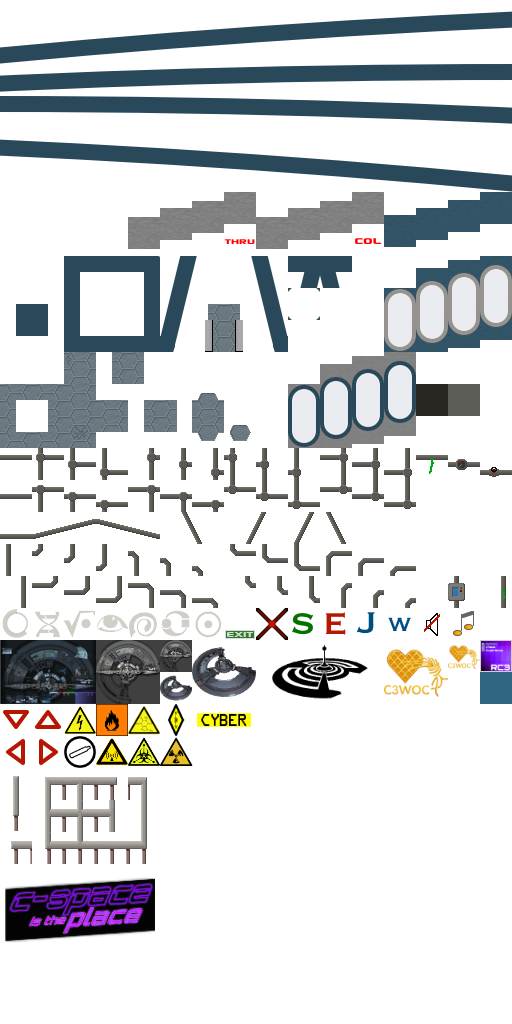 THRU COL
EXIT
S E J W
C3WOC
C3WOC
RC3
CYBER
c-space
is the place